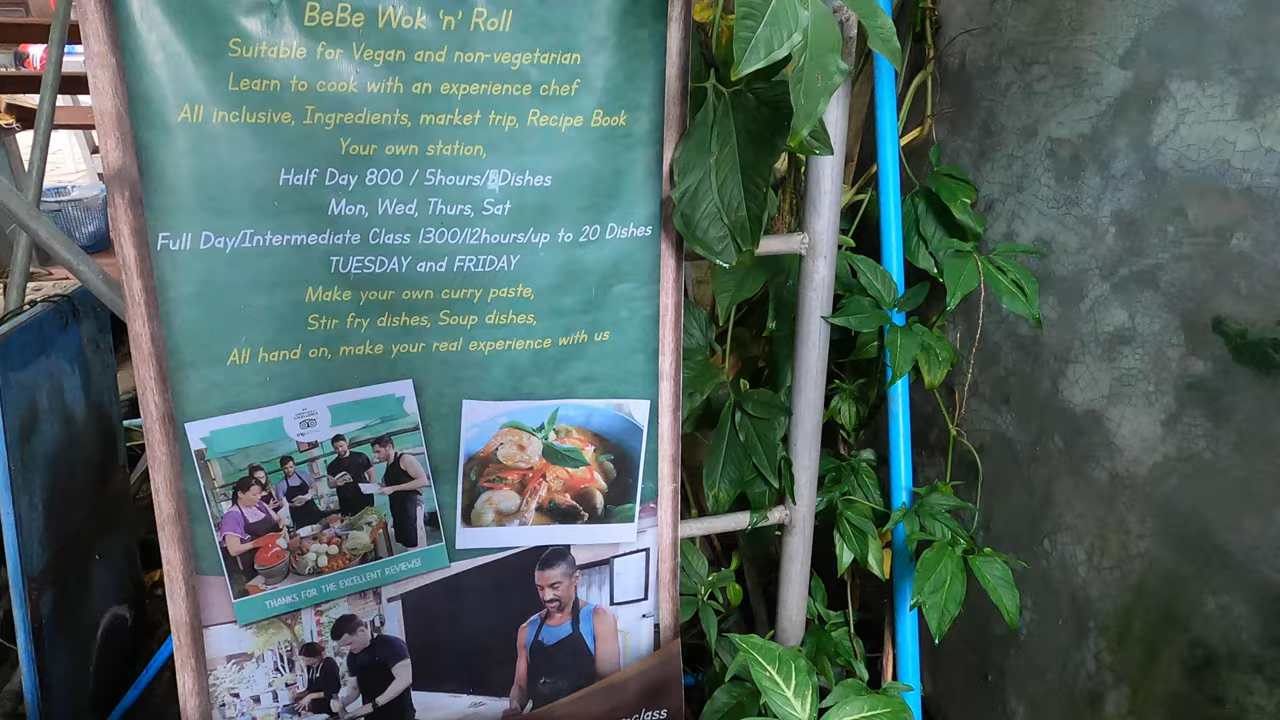 BeBe Wok 'n' Roll
Suitable for Vegan and non-vegetarian
Learn to cook with an experience chef
All inclusive, Ingredients, market trip, Recipe Book
Your own station,
Half Day 800 / 5hours/5Dishes
Mon, Wed, Thurs, Sat
Full Day/Intermediate Class 1300/12hours/up to 20 Dishes
TUESDAY and FRIDAY
Make your own curry paste,
Stir fry dishes, Soup dishes,
All hand on, make your real experience with us
THANKS FOR THE EXCELLENT REVIEWS!